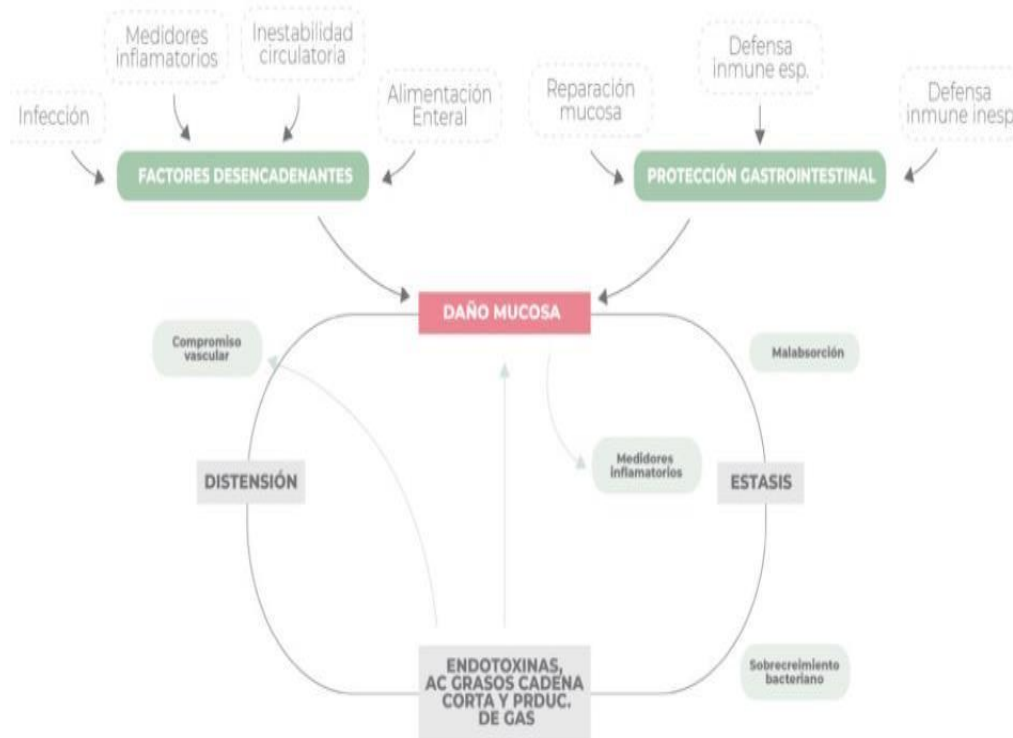 Medidores
inflamatorios
Inestabilidad
circulatoria
Defensa
inmune esp.
Infección
Alimentación
Enteral
Reparación
mucosa
Defensa
inmune inesp
FACTORES DESENCADENANTES
PROTECCIÓN GASTROINTESTINAL
DAÑO MUCOSA
Compromiso
vascular
Malabsorción
Medidores
inflamatorios
DISTENSIÓN
ESTASIS
ENDOTOXINAS,
AC GRASOS CADENA
CORTA Y PRDUC.
DE GAS
Sobrecreimiento
bacteriano